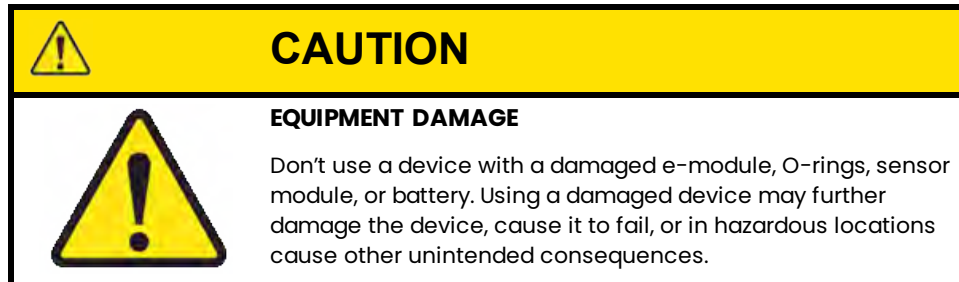 CAUTION
EQUIPMENT DAMAGE
Don’t use a device with a damaged e-module, O-rings, sensor
module, or battery. Using a damaged device may further
damage the device, cause it to fail, or in hazardous locations
cause other unintended consequences.